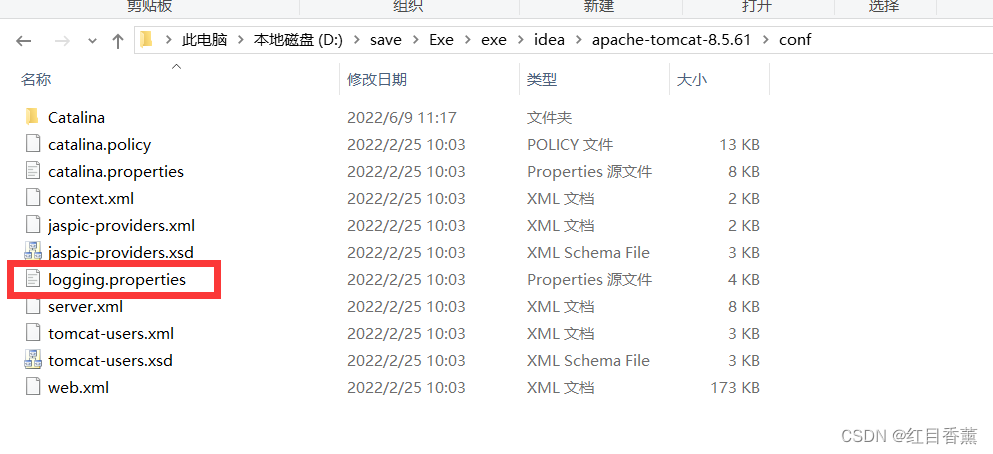 剪贴板 组织 新建 打开 选择
此电脑 > 本地磁盘 (D:) > save > Exe > exe > idea > apache-tomcat-8.5.61 > conf
名称 修改日期 类型 大小
Catalina 2022/6/9 11:17 文件夹
catalina.policy 2022/2/25 10:03 POLICY 文件 13 KB
catalina.properties 2022/2/25 10:03 Properties 源文件 8 KB
context.xml 2022/2/25 10:03 XML 文档 2 KB
jaspic-providers.xml 2022/2/25 10:03 XML 文档 2 KB
jaspic-providers.xsd 2022/2/25 10:03 XML Schema File 3 KB
logging.properties 2022/2/25 10:03 Properties 源文件 4 KB
server.xml 2022/2/25 10:03 XML 文档 8 KB
tomcat-users.xml 2022/2/25 10:03 XML 文档 3 KB
tomcat-users.xsd 2022/2/25 10:03 XML Schema File 3 KB
web.xml 2022/2/25 10:03 XML 文档 173 KB
CSDN @红目香薰